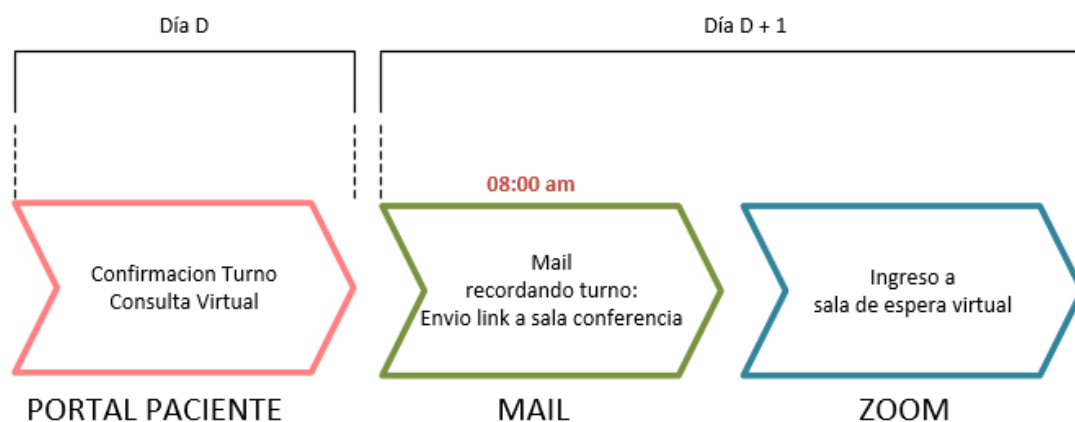 Día D
Día D + 1
08:00 am
Confirmacion Turno
Consulta Virtual
Mail
recordando turno:
Envio link a sala conferencia
Ingreso a
sala de espera virtual
PORTAL PACIENTE
MAIL
ZOOM